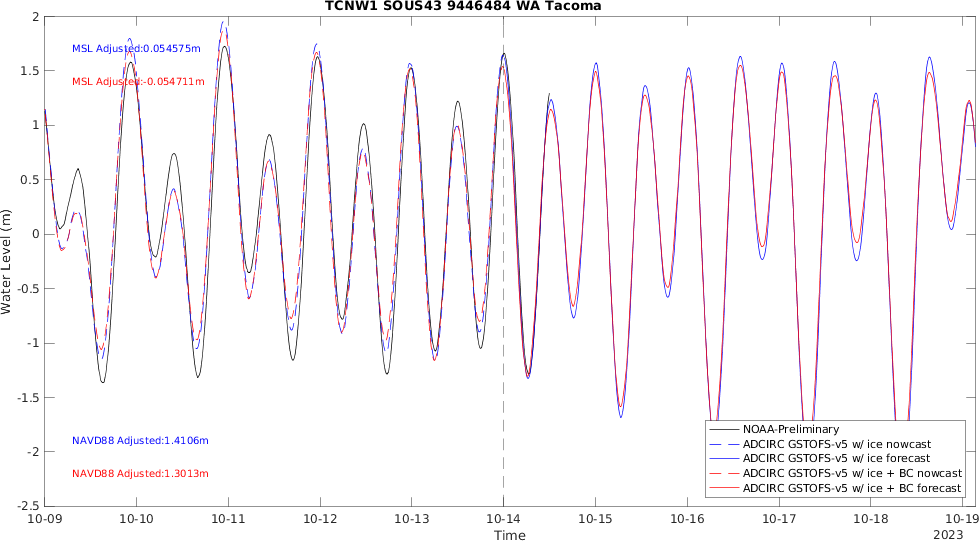 TCNW1 SOUS43 9446484 WA Tacoma
2
1.5
1
0.5
0
-0.5
-1
-1.5
-2
-2.5
Water Level (m)
MSL Adjusted:0.054575m
MSL Adjusted:-0.054711m
NAVD88 Adjusted:1.4106m
NAVD88 Adjusted:1.3013m
NOAA-Preliminary
ADCIRC GSTOFS-v5 w/ ice nowcast
ADCIRC GSTOFS-v5 w/ ice forecast
ADCIRC GSTOFS-v5 w/ ice + BC nowcast
ADCIRC GSTOFS-v5 w/ ice + BC forecast
10-09 10-10 10-11 10-12 10-13 10-14 10-15 10-16 10-17 10-18 10-19
Time
2023